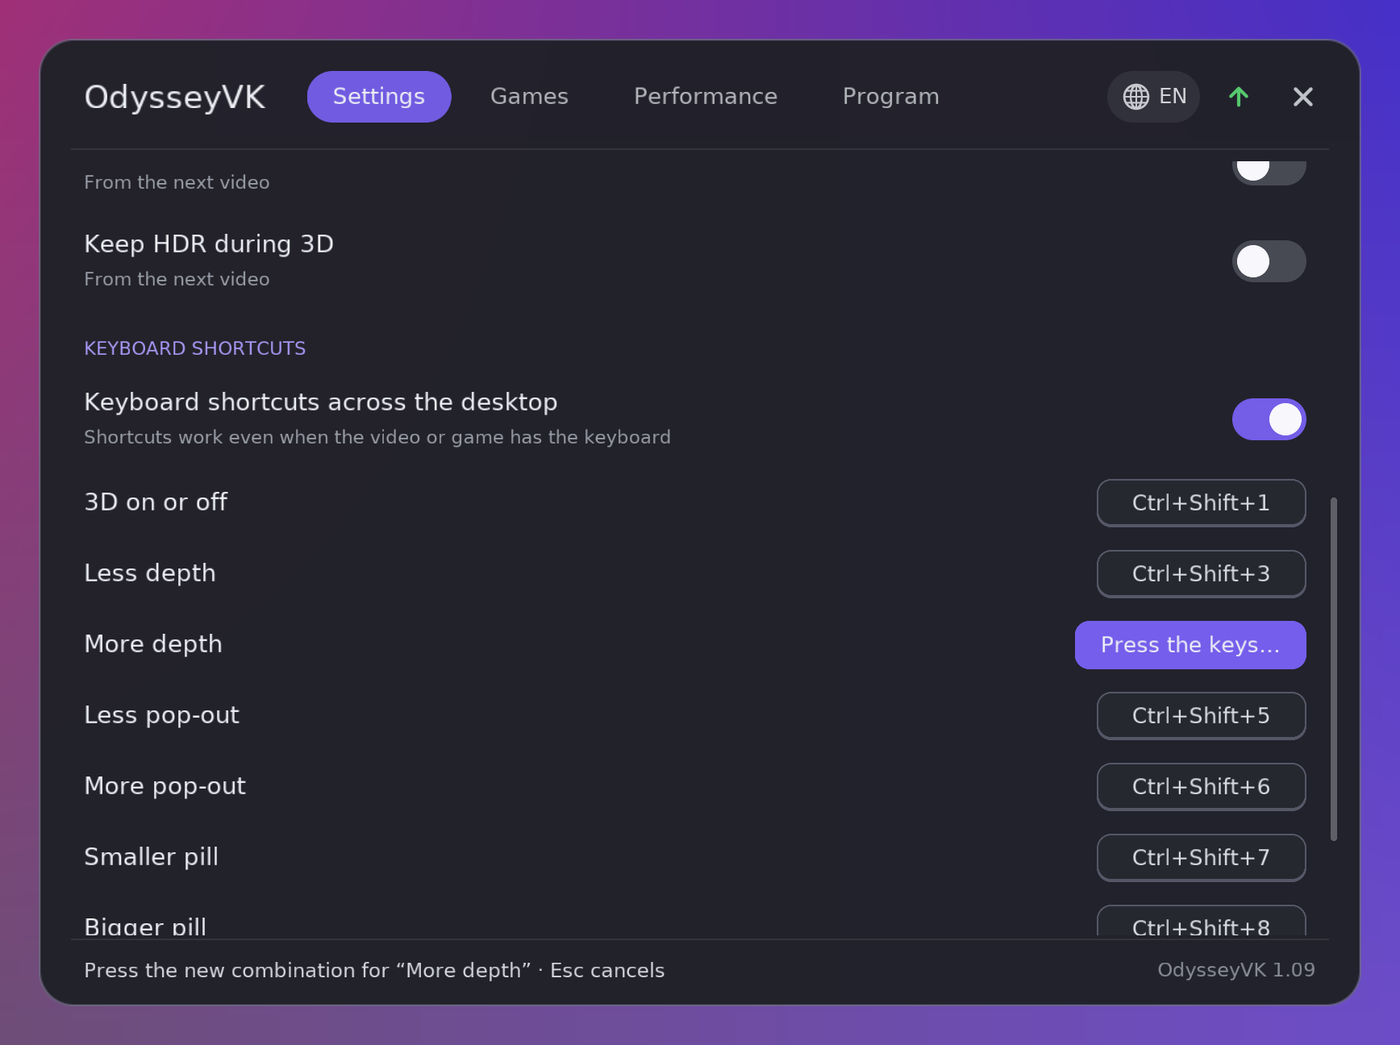 OdysseyVK
Settings
Games
Performance
Program
EN
From the next video
Keep HDR during 3D
From the next video
KEYBOARD SHORTCUTS
Keyboard shortcuts across the desktop
Shortcuts work even when the video or game has the keyboard
3D on or off
Ctrl+Shift+1
Less depth
Ctrl+Shift+3
More depth
Press the keys…
Less pop-out
Ctrl+Shift+5
More pop-out
Ctrl+Shift+6
Smaller pill
Ctrl+Shift+7
Bigger pill
Ctrl+Shift+8
Press the new combination for “More depth” · Esc cancels
OdysseyVK 1.09